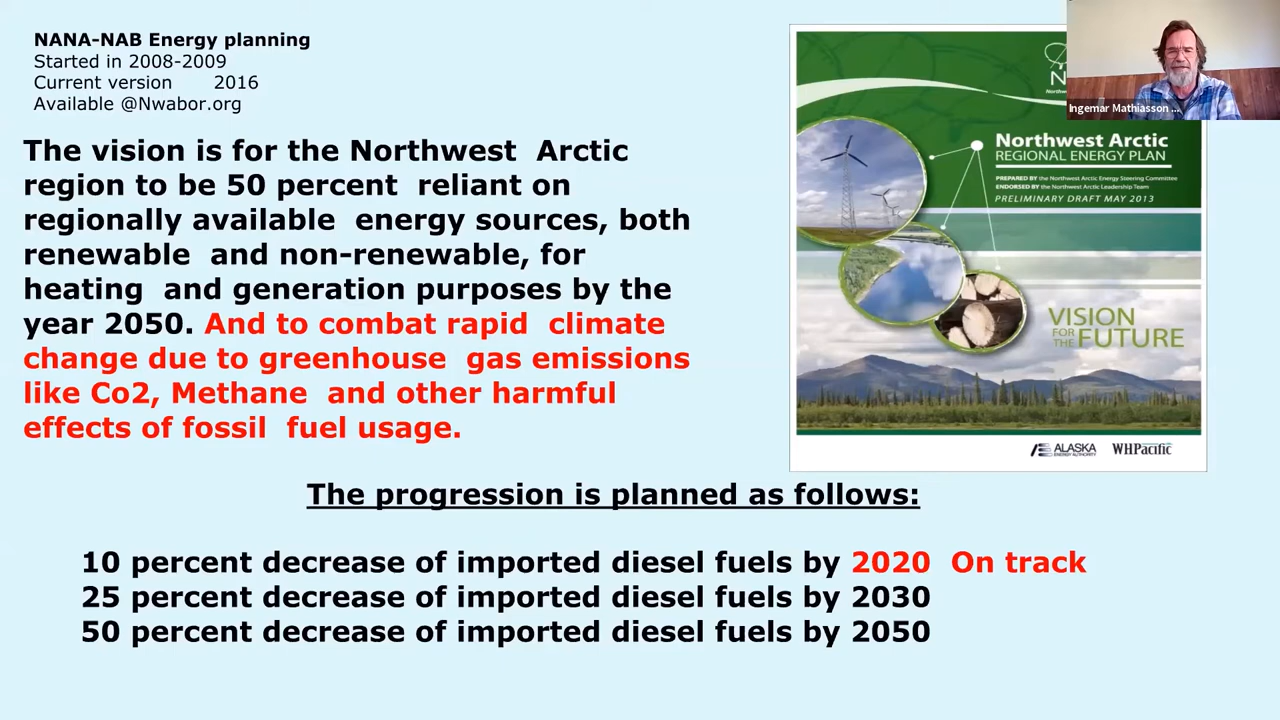 NANA-NAB Energy planning
Started in 2008-2009
Current version 2016
Available @Nwabor.org
The vision is for the Northwest Arctic
region to be 50 percent reliant on
regionally available energy sources, both
renewable and non-renewable, for
heating and generation purposes by the
year 2050. And to combat rapid climate
change due to greenhouse gas emissions
like Co2, Methane and other harmful
effects of fossil fuel usage.
Ingemar Mathiasson ...
Northwest Arctic
REGIONAL ENERGY PLAN
PREPARED BY the Northwest Arctic Energy Steering Committee
ENDORSED BY the Northwest Arctic Leadership Team
PRELIMINARY DRAFT MAY 2013
VISION
FOR
THE FUTURE
ALASKA
ENERGY AUTHORITY
WHPacific
The progression is planned as follows:
10 percent decrease of imported diesel fuels by 2020 On track
25 percent decrease of imported diesel fuels by 2030
50 percent decrease of imported diesel fuels by 2050